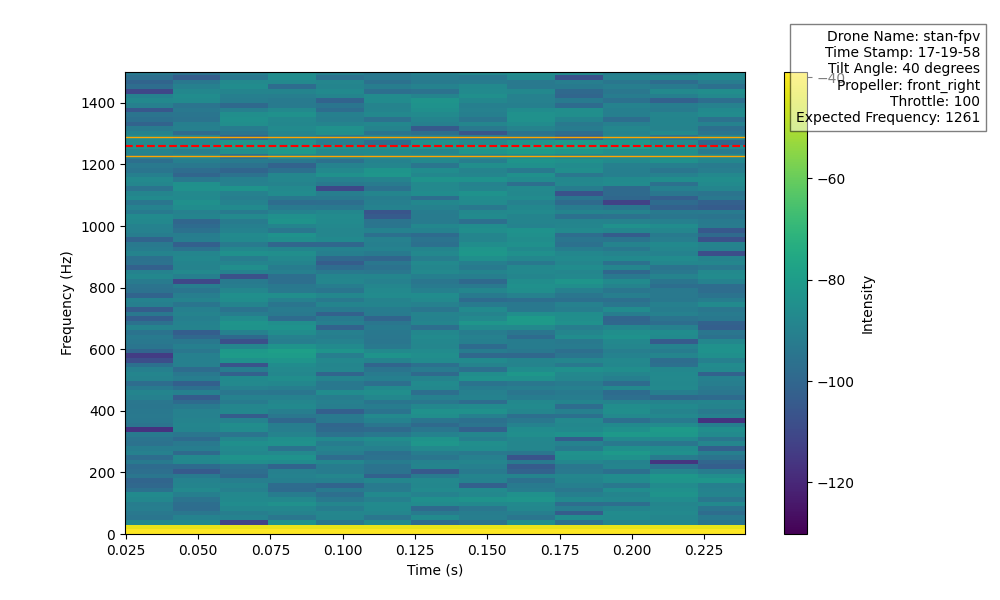 Drone Name: stan-fpv
Time Stamp: 17-19-58
Tilt Angle: 40 degrees
Propeller: front_right
Throttle: 100
Expected Frequency: 1261
1400
1200
1000
800
600
400
200
0
Frequency (Hz)
0.025
0.050
0.075
0.100
0.125
0.150
0.175
0.200
0.225
Time (s)
−40
−60
−80
−100
−120
Intensity